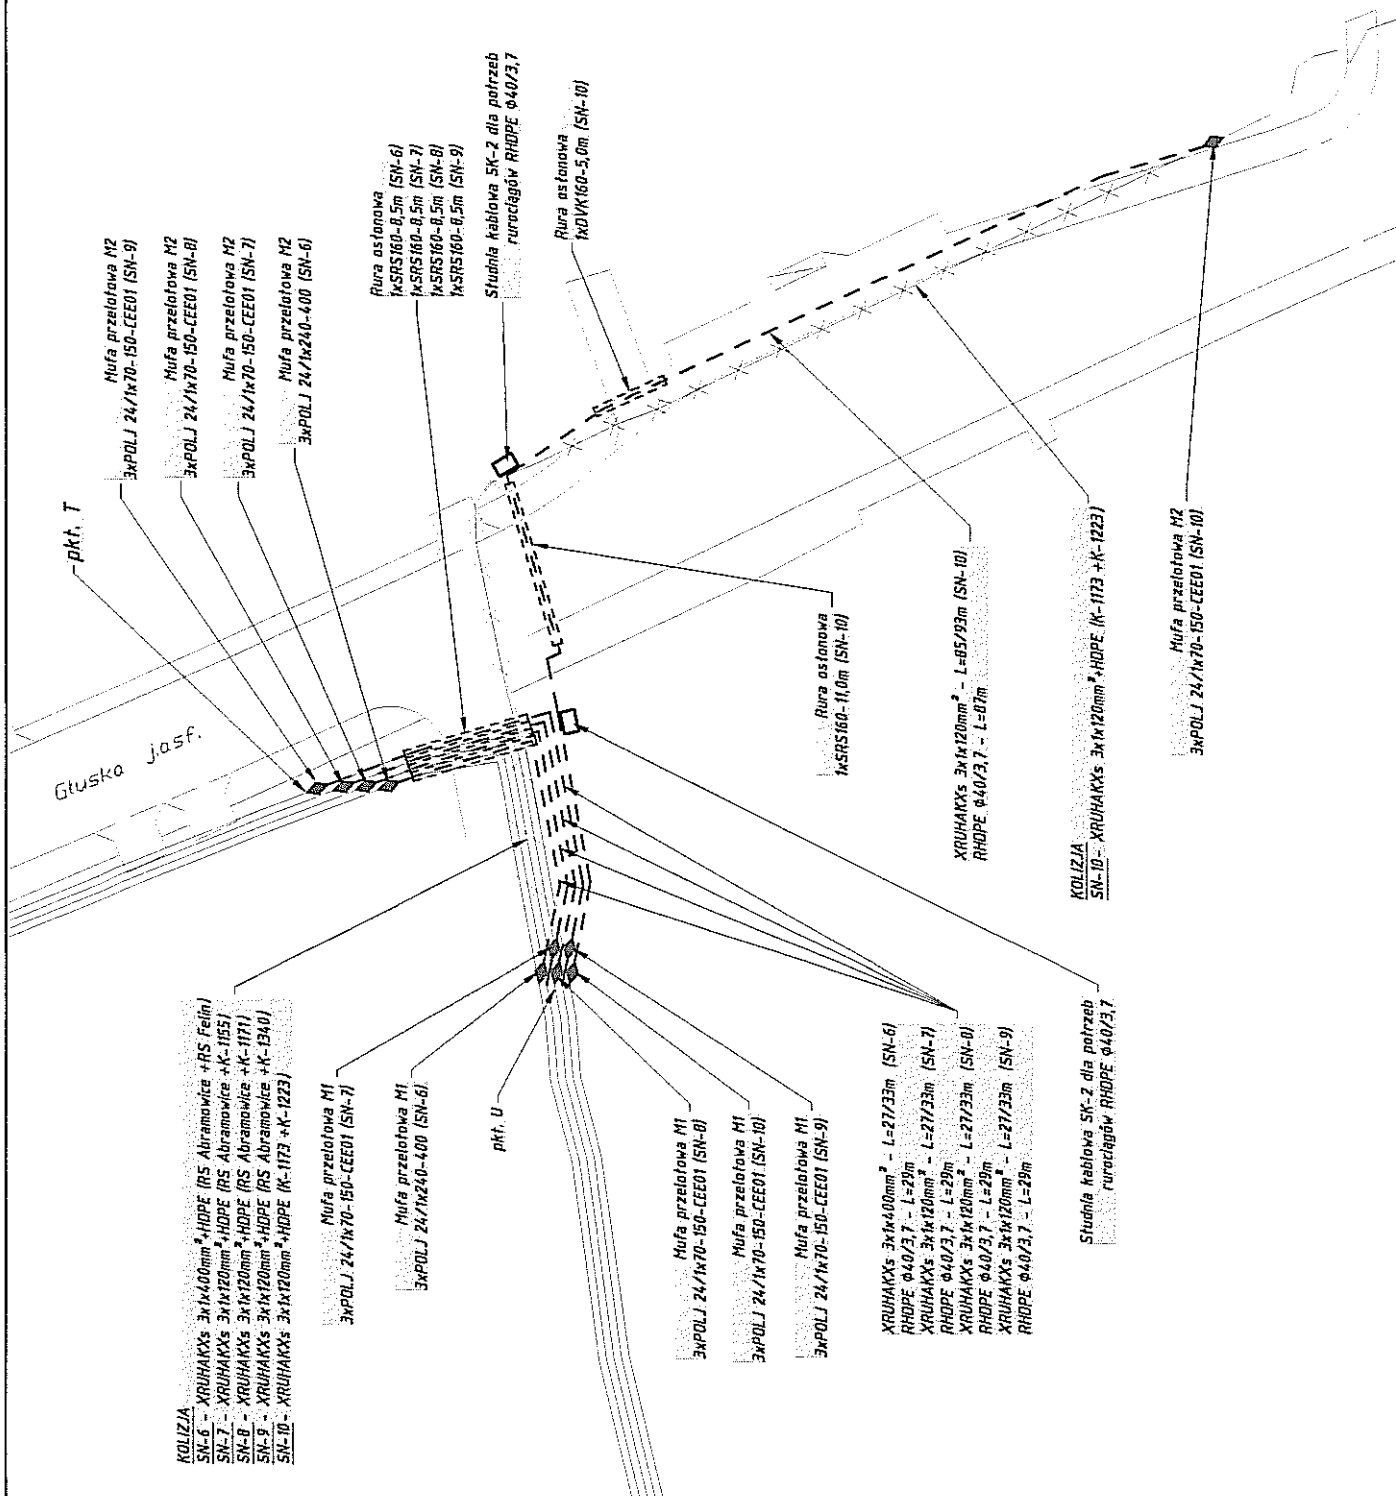 KOLIZJA
SN-6 - XRUHAKXs 3x1x400mm²+HDPE (RS Abramowice +RS Felin)
SN-7 - XRUHAKXs 3x1x120mm²+HDPE (RS Abramowice +K-1155)
SN-8 - XRUHAKXs 3x1x120mm²+HDPE (RS Abramowice +K-1171)
SN-9 - XRUHAKXs 3x1x120mm²+HDPE (RS Abramowice +K-1340)
SN-10 - XRUHAKXs 3x1x120mm²+HDPE (K-1173 +K-1223)
Mufa przelotowa M1
3xPOLJ 24/1x70-150-CEE01 (SN-7)
Mufa przelotowa M1
3xPOLJ 24/1x240-400 (SN-6)
pkt. U
Mufa przelotowa M1
3xPOLJ 24/1x70-150-CEE01 (SN-8)
Mufa przelotowa M1
3xPOLJ 24/1x70-150-CEE01 (SN-10)
Mufa przelotowa M1
3xPOLJ 24/1x70-150-CEE01 (SN-9)
XRUHAKXs 3x1x400mm² - L=27/33m (SN-6)
RHDPE φ40/3,7 - L=29m
XRUHAKXs 3x1x120mm² - L=27/33m (SN-7)
RHDPE φ40/3,7 - L=29m
XRUHAKXs 3x1x120mm² - L=27/33m (SN-8)
RHDPE φ40/3,7 - L=29m
XRUHAKXs 3x1x120mm² - L=27/33m (SN-9)
RHDPE φ40/3,7 - L=29m
Studnia kablowa SK-2 dla potrzeb
rurociągów RHDPE φ40/3,7
Głuska j.asf.
pkt. T
Mufa przelotowa M2
3xPOLJ 24/1x70-150-CEE01 (SN-9)
Mufa przelotowa M2
3xPOLJ 24/1x70-150-CEE01 (SN-8)
Mufa przelotowa M2
3xPOLJ 24/1x70-150-CEE01 (SN-7)
Mufa przelotowa M2
3xPOLJ 24/1x240-400 (SN-6)
Rura osłonowa
1xSRS160-8,5m (SN-6)
1xSRS160-8,5m (SN-7)
1xSRS160-8,5m (SN-8)
1xSRS160-8,5m (SN-9)
Studnia kablowa SK-2 dla potrzeb
rurociągów RHDPE φ40/3,7
Rura osłonowa
1xDVK160-5,0m (SN-10)
Rura osłonowa
1xSRS160-11,0m (SN-10)
XRUHAKXs 3x1x120mm² - L=85/93m (SN-10)
RHDPE φ40/3,7 - L=87m
KOLIZJA
SN-10 - XRUHAKXs 3x1x120mm²+HDPE (K-1173 +K-1223)
Mufa przelotowa M2
3xPOLJ 24/1x70-150-CEE01 (SN-10)